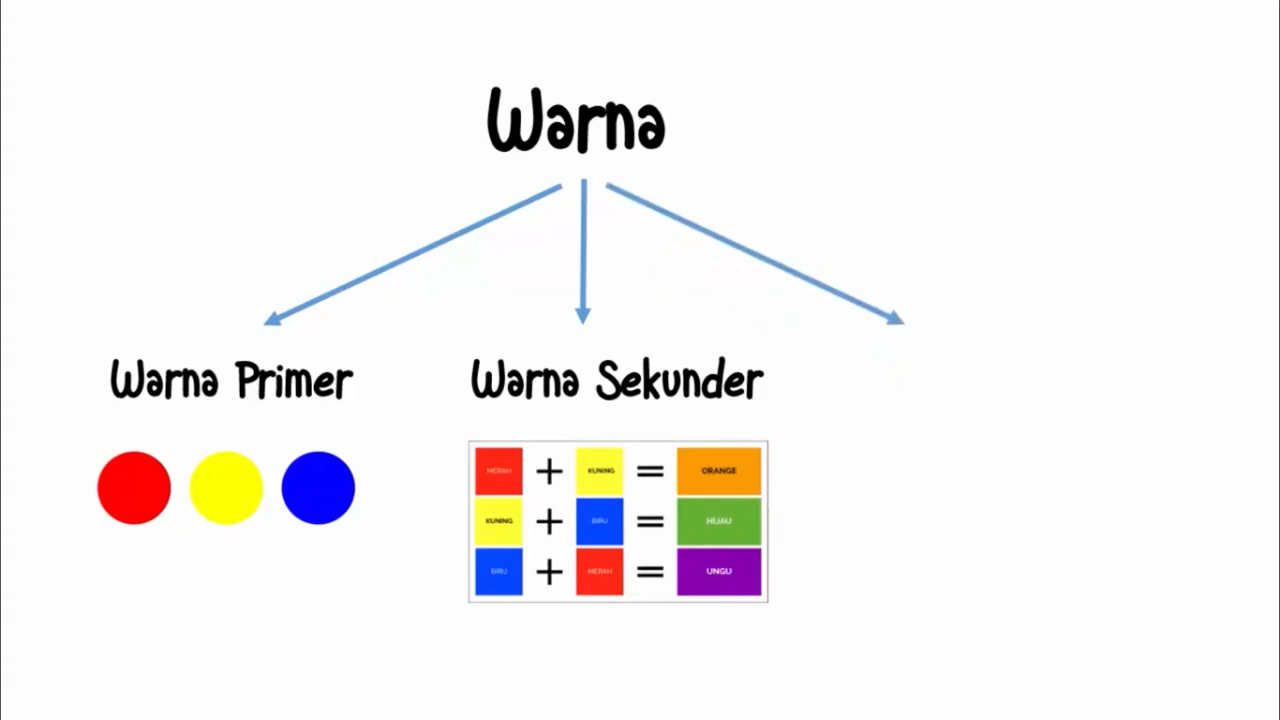 Warna
Warna Primer
Warna Sekunder
MERAH + KUNING = ORANGE
KUNING + BIRU = HIJAU
BIRU + MERAH = UNGU